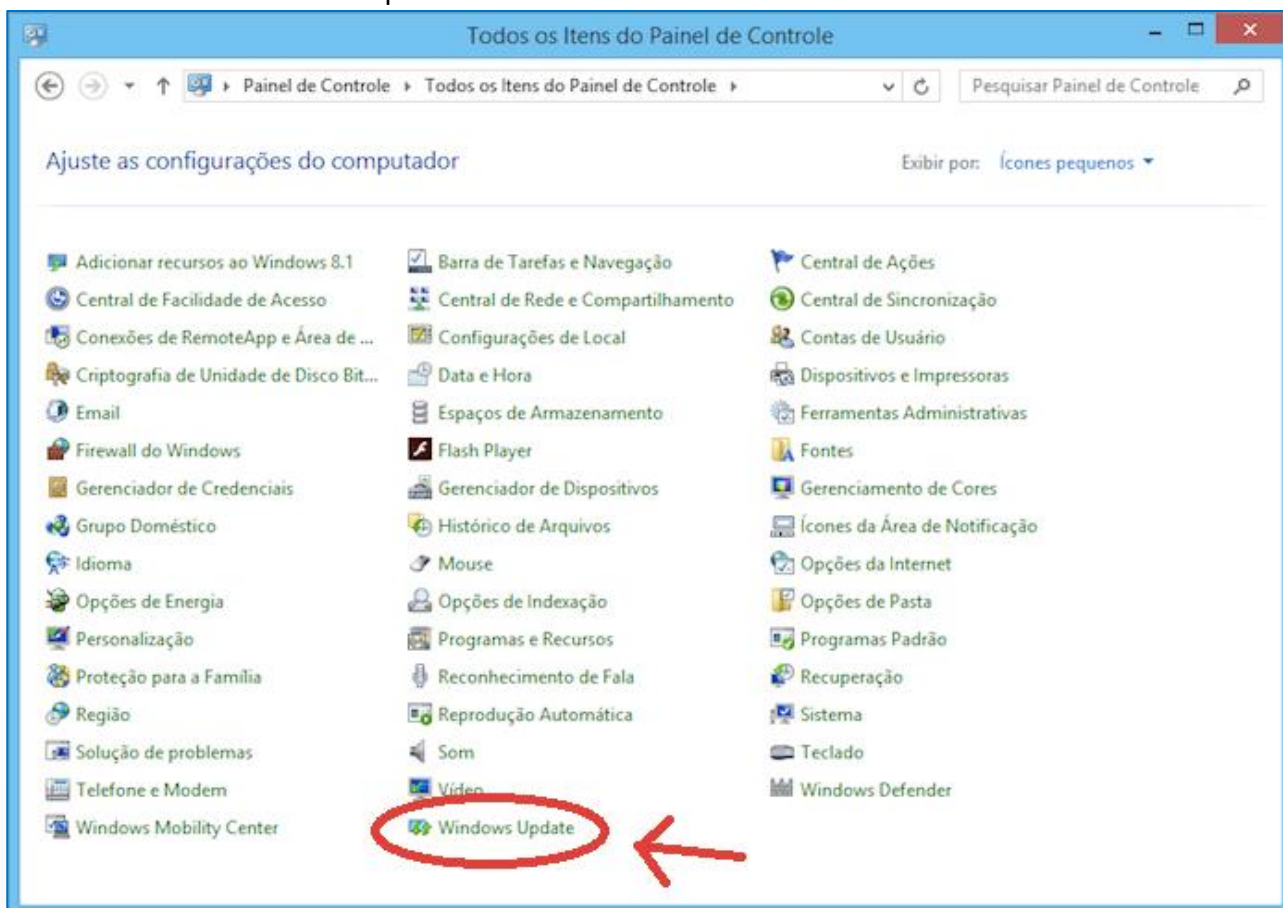 Todos os Itens do Painel de Controle
Painel de Controle Todos os Itens do Painel de Controle Pesquisar Painel de Controle
Ajuste as configurações do computador Exibir por: Ícones pequenos
Adicionar recursos ao Windows 8.1 Barra de Tarefas e Navegação Central de Ações
Central de Facilidade de Acesso Central de Rede e Compartilhamento Central de Sincronização
Conexões de RemoteApp e Área de ... Configurações de Local Contas de Usuário
Criptografia de Unidade de Disco Bit... Data e Hora Dispositivos e Impressoras
Email Espaços de Armazenamento Ferramentas Administrativas
Firewall do Windows Flash Player Fontes
Gerenciador de Credenciais Gerenciador de Dispositivos Gerenciamento de Cores
Grupo Doméstico Histórico de Arquivos Ícones da Área de Notificação
Idioma Mouse Opções da Internet
Opções de Energia Opções de Indexação Opções de Pasta
Personalização Programas e Recursos Programas Padrão
Proteção para a Família Reconhecimento de Fala Recuperação
Região Reprodução Automática Sistema
Solução de problemas Som Teclado
Telefone e Modem Vídeo Windows Defender
Windows Mobility Center Windows Update